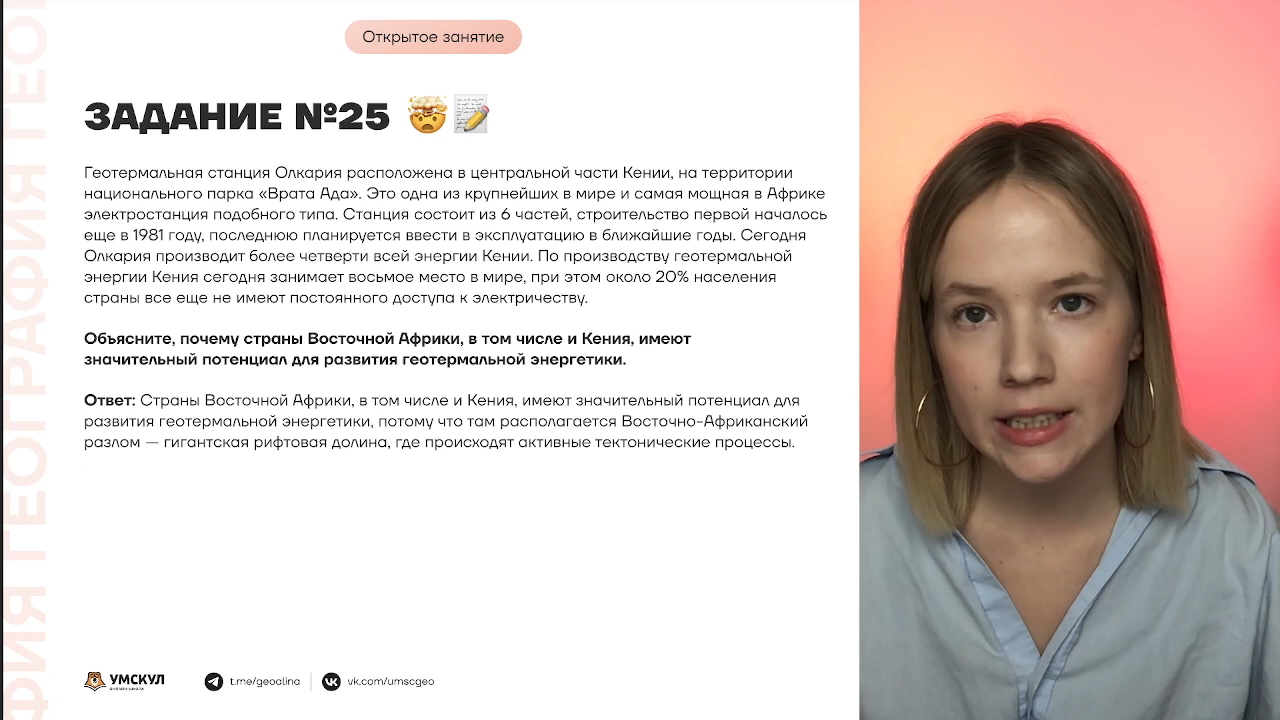 Открытое занятие
ЗАДАНИЕ №25
Геотермальная станция Олкария расположена в центральной части Кении, на территории
национального парка «Врата Ада». Это одна из крупнейших в мире и самая мощная в Африке
электростанция подобного типа. Станция состоит из 6 частей, строительство первой началось
еще в 1981 году, последнюю планируется ввести в эксплуатацию в ближайшие годы. Сегодня
Олкария производит более четверти всей энергии Кении. По производству геотермальной
энергии Кения сегодня занимает восьмое место в мире, при этом около 20% населения
страны все еще не имеют постоянного доступа к электричеству.
Объясните, почему страны Восточной Африки, в том числе и Кения, имеют
значительный потенциал для развития геотермальной энергетики.
Ответ: Страны Восточной Африки, в том числе и Кения, имеют значительный потенциал для
развития геотермальной энергетики, потому что там располагается Восточно-Африканский
разлом — гигантская рифтовая долина, где происходят активные тектонические процессы.
УМСКУЛ
ОНЛАЙН-ШКОЛА
t.me/geoalina
vk.com/umscgeo
ФИЯ ГЕОГРАФИЯ ГЕОГ